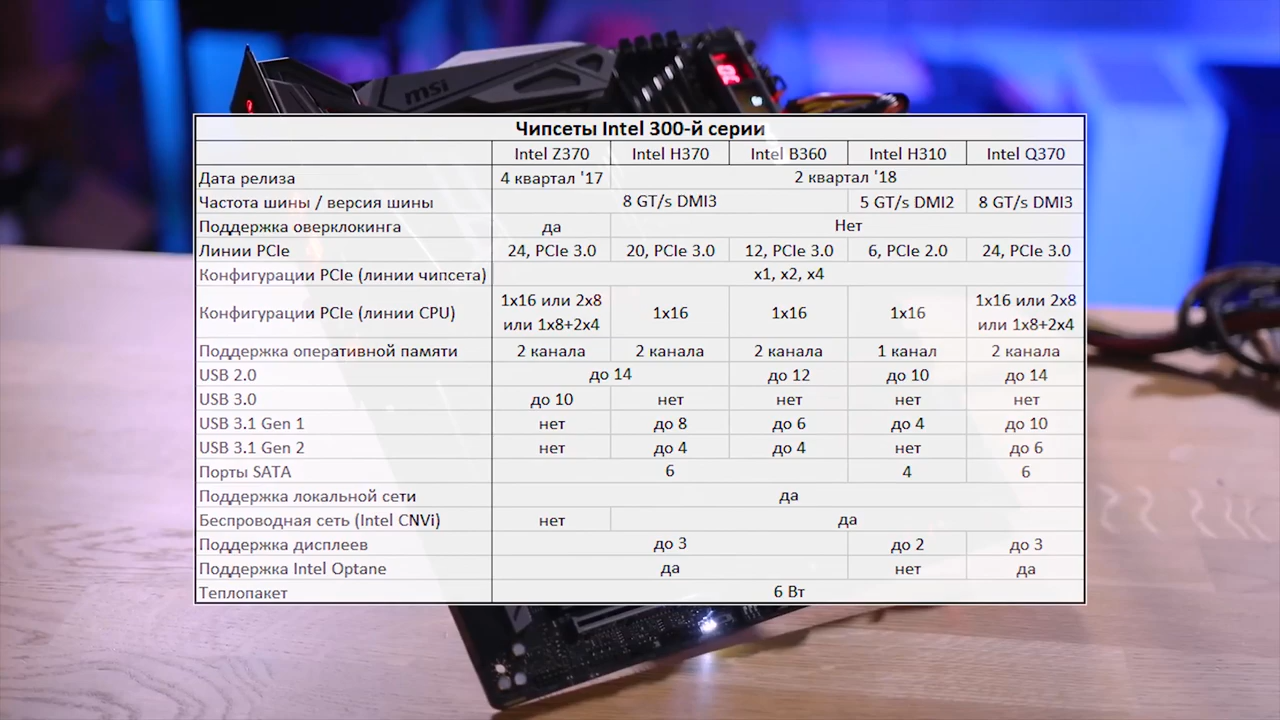 msi
Чипсеты Intel 300-й серии
Intel Z370 Intel H370 Intel B360 Intel H310 Intel Q370
Дата релиза 4 квартал '17 2 квартал '18
Частота шины / версия шины 8 GT/s DMI3 5 GT/s DMI2 8 GT/s DMI3
Поддержка оверклокинга да Нет
Линии PCIe 24, PCIe 3.0 20, PCIe 3.0 12, PCIe 3.0 6, PCIe 2.0 24, PCIe 3.0
Конфигурации PCIe (линии чипсета) x1, x2, x4
Конфигурации PCIe (линии CPU) 1x16 или 2x8 1x16 1x16 1x16 1x16 или 2x8
или 1x8+2x4 или 1x8+2x4
Поддержка оперативной памяти 2 канала 2 канала 2 канала 1 канал 2 канала
USB 2.0 до 14 до 12 до 10 до 14
USB 3.0 до 10 нет нет нет нет
USB 3.1 Gen 1 нет до 8 до 6 до 4 до 10
USB 3.1 Gen 2 нет до 4 до 4 нет до 6
Порты SATA 6 4 6
Поддержка локальной сети да
Беспроводная сеть (Intel CNVi) нет да
Поддержка дисплеев до 3 до 2 до 3
Поддержка Intel Optane да нет да
Теплопакет 6 Вт